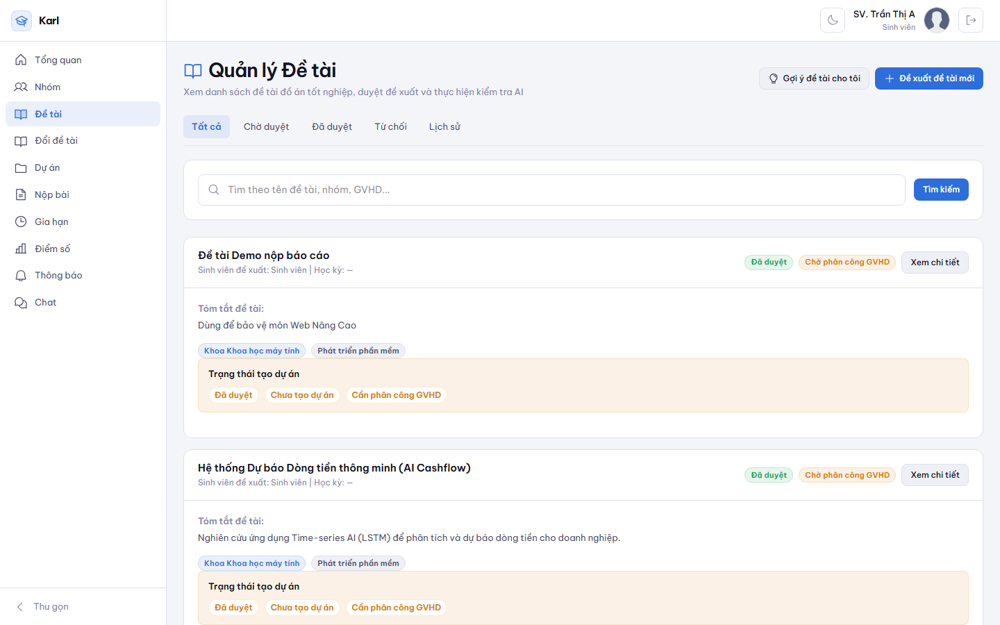 Karl
SV. Trần Thị A
Sinh viên
Tổng quan
Nhóm
Đề tài
Đổi đề tài
Dự án
Nộp bài
Gia hạn
Điểm số
Thông báo
Chat
Thu gọn
Quản lý Đề tài
Xem danh sách đề tài đồ án tốt nghiệp, duyệt đề xuất và thực hiện kiểm tra AI
Gợi ý đề tài cho tôi
Đề xuất đề tài mới
Tất cả Chờ duyệt Đã duyệt Từ chối Lịch sử
Tìm theo tên đề tài, nhóm, GVHD...
Tìm kiếm
Đề tài Demo nộp báo cáo
Sinh viên đề xuất: Sinh viên | Học kỳ: —
Đã duyệt Chờ phân công GVHD Xem chi tiết
Tóm tắt đề tài:
Dùng để bảo vệ môn Web Nâng Cao
Khoa Khoa học máy tính Phát triển phần mềm
Trạng thái tạo dự án
Đã duyệt Chưa tạo dự án Cần phân công GVHD
Hệ thống Dự báo Dòng tiền thông minh (AI Cashflow)
Sinh viên đề xuất: Sinh viên | Học kỳ: —
Đã duyệt Chờ phân công GVHD Xem chi tiết
Tóm tắt đề tài:
Nghiên cứu ứng dụng Time-series AI (LSTM) để phân tích và dự báo dòng tiền cho doanh nghiệp.
Khoa Khoa học máy tính Phát triển phần mềm
Trạng thái tạo dự án
Đã duyệt Chưa tạo dự án Cần phân công GVHD